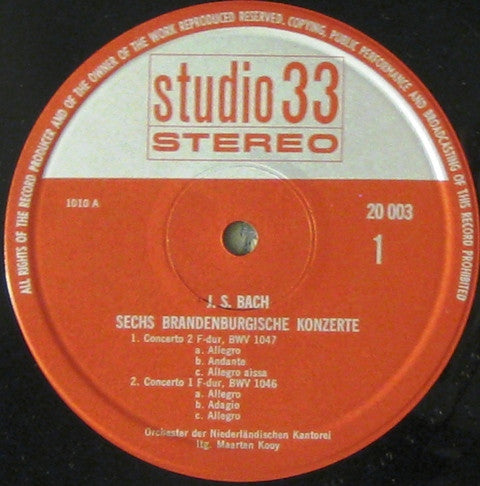 ALL RIGHTS OF THE RECORD PRODUCER AND OF THE OWNER OF THE WORK REPRODUCED RESERVED. COPYING, PUBLIC PERFORMANCE AND BROADCASTING OF THIS RECORD PROHIBITED
studio 33
STEREO
1010 A
20 003
1
J. S. BACH
SECHS BRANDENBURGISCHE KONZERTE
1. Concerto 2 F-dur, BWV 1047
a. Allegro
b. Andante
c. Allegro aissa
2. Concerto 1 F-dur, BWV 1046
a. Allegro
b. Adagio
c. Allegro
Orchester der Niederländischen Kantorei
ltg. Maarten Kooy